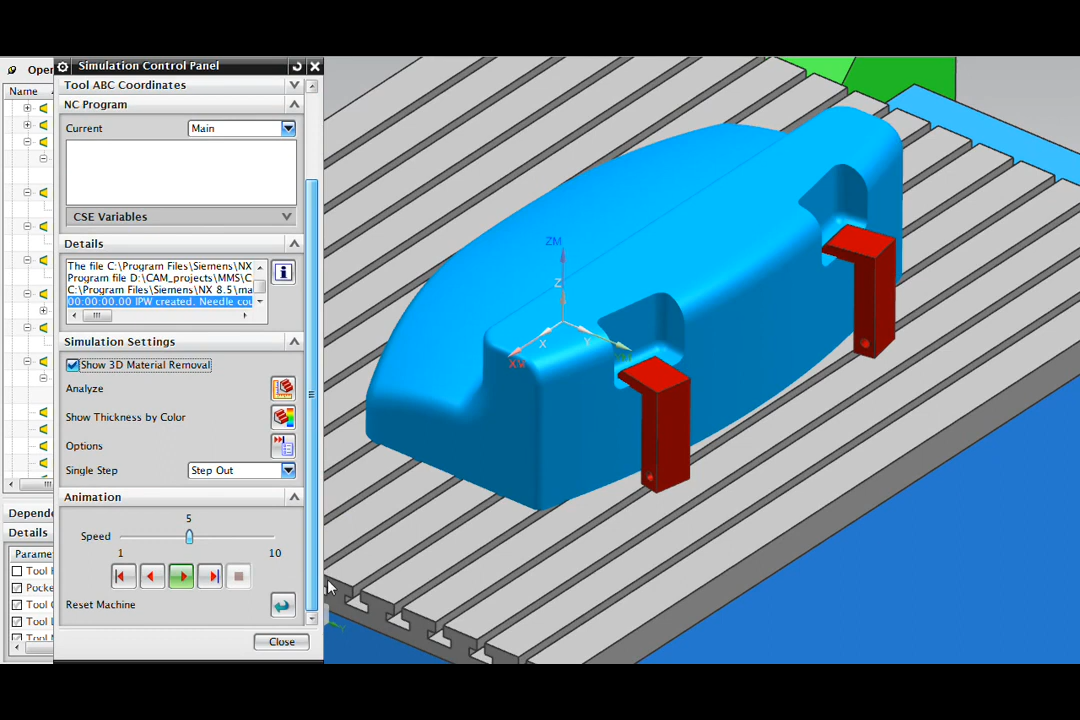 Oper
Simulation Control Panel
Name
Tool ABC Coordinates
NC Program
Current
Main
CSE Variables
Details
The file C:\Program Files\Siemens\NX
Program file D:\CAM_projects\MMS\C
C:\Program Files\Siemens\NX 8.5\ma
00:00:00.00 IPW created. Needle cou
Simulation Settings
Show 3D Material Removal
Analyze
Show Thickness by Color
Options
Single Step
Step Out
Animation
5
Speed
1
10
Reset Machine
Close
Depende
Details
Paramet
Tool H
Pocke
Tool
Tool L
Tool
ZM
Z
X
Y
XM